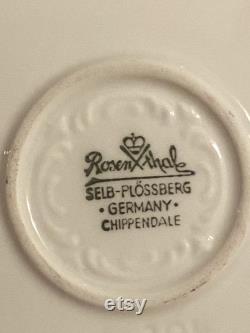 Rosenthal
SELB-PLÖSSBERG
· GERMANY ·
CHIPPENDALE
Etsy